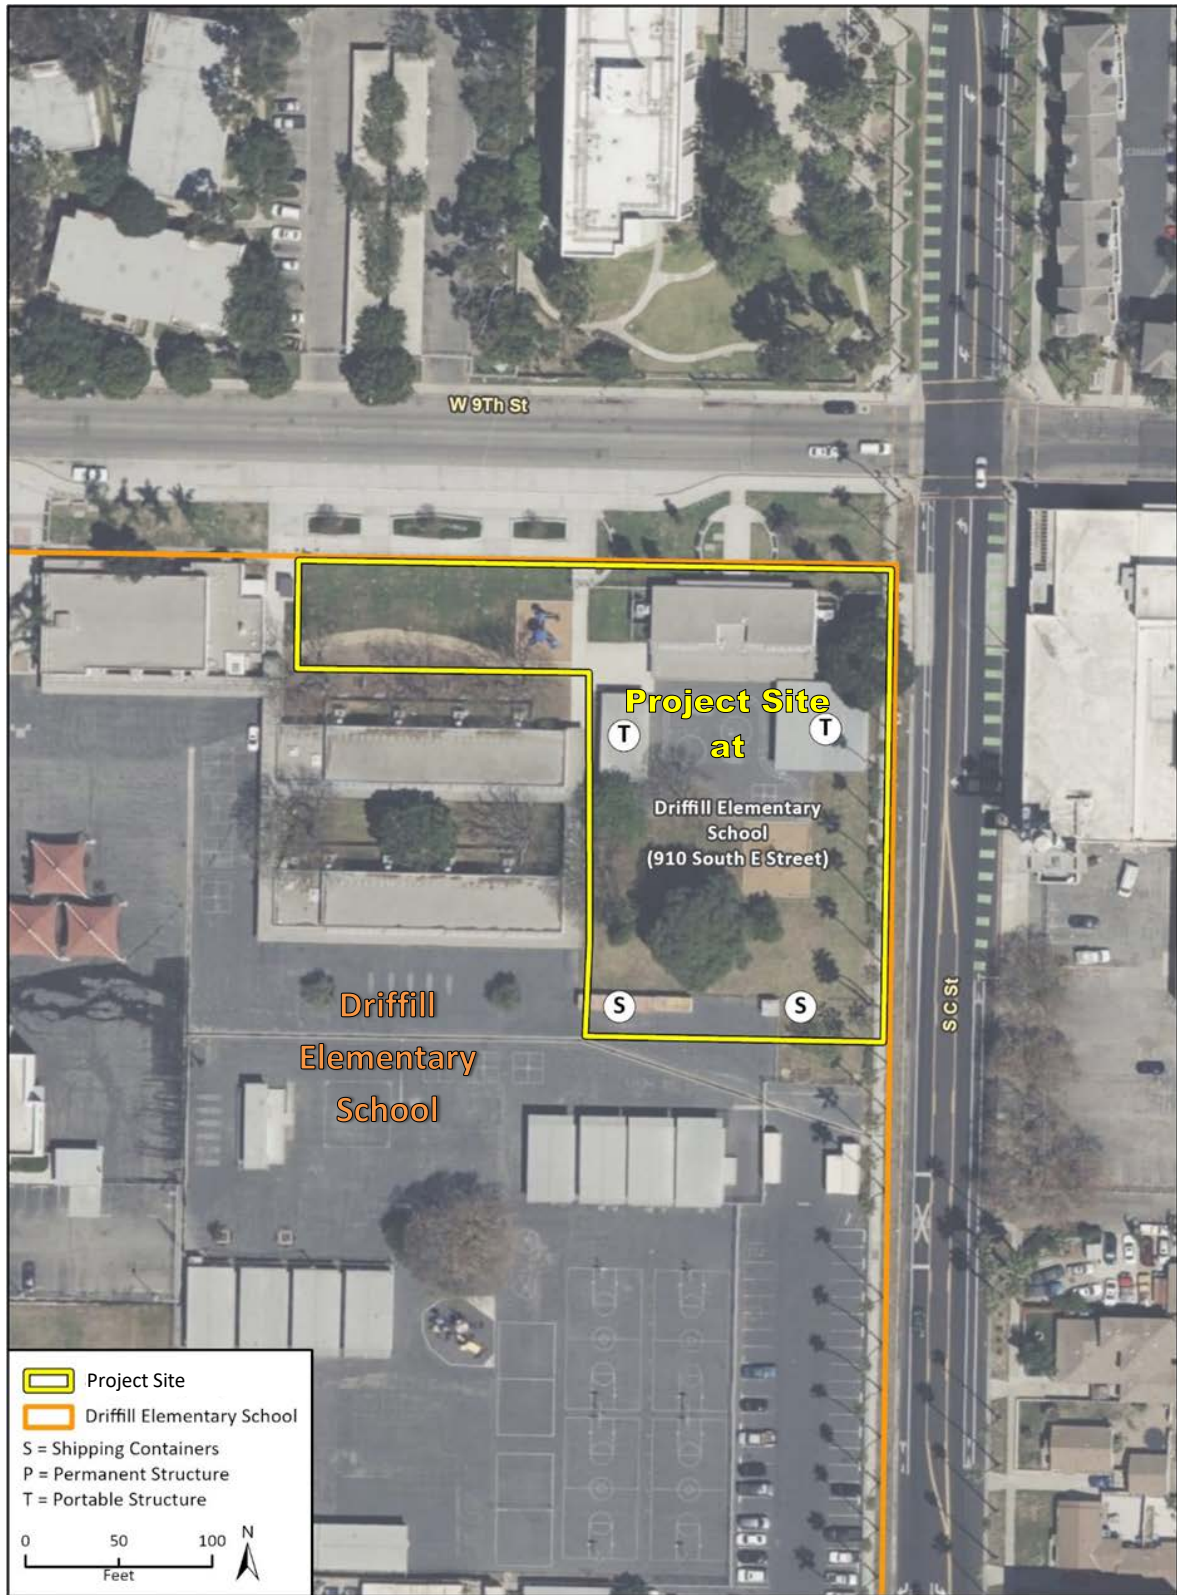 W 9Th St
Project Site
at
T
T
Driffill Elementary
School
(910 South E Street)
S
S
S C St
Driffill
Elementary
School
Project Site
Driffill Elementary School
S = Shipping Containers
P = Permanent Structure
T = Portable Structure
0 50 100
Feet
N